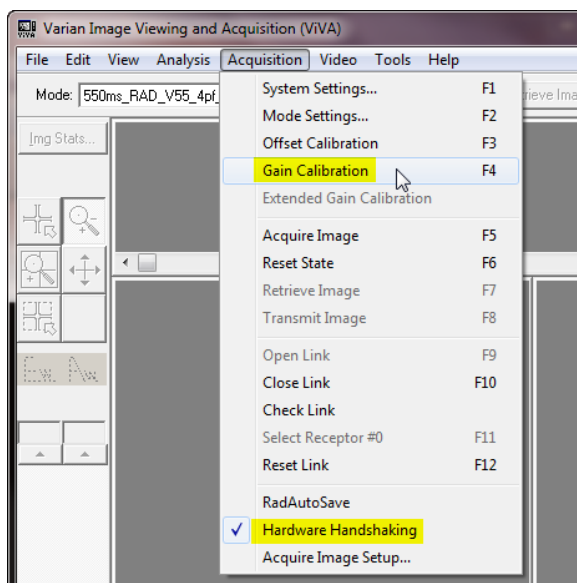 ViVA Varian Image Viewing and Acquisition (ViVA)
File Edit View Analysis Acquisition Video Tools Help
Mode: 550ms_RAD_V55_4pf_
Img Stats...
System Settings... F1
Mode Settings... F2
Offset Calibration F3
Gain Calibration F4
Extended Gain Calibration
Acquire Image F5
Reset State F6
Retrieve Image F7
Transmit Image F8
Open Link F9
Close Link F10
Check Link
Select Receptor #0 F11
Reset Link F12
RadAutoSave
Hardware Handshaking
Acquire Image Setup...